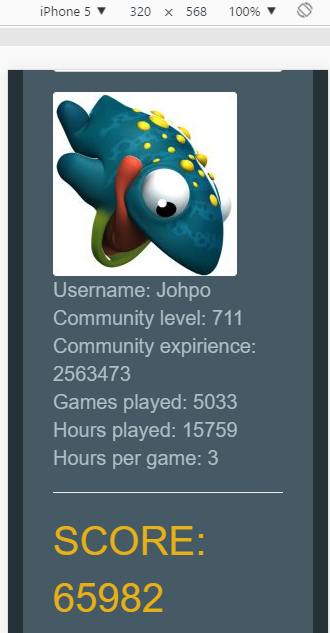 iPhone 5 ▼ 320 × 568 100% ▼
Username: Johpo
Community level: 711
Community expirience:
2563473
Games played: 5033
Hours played: 15759
Hours per game: 3
SCORE:
65982